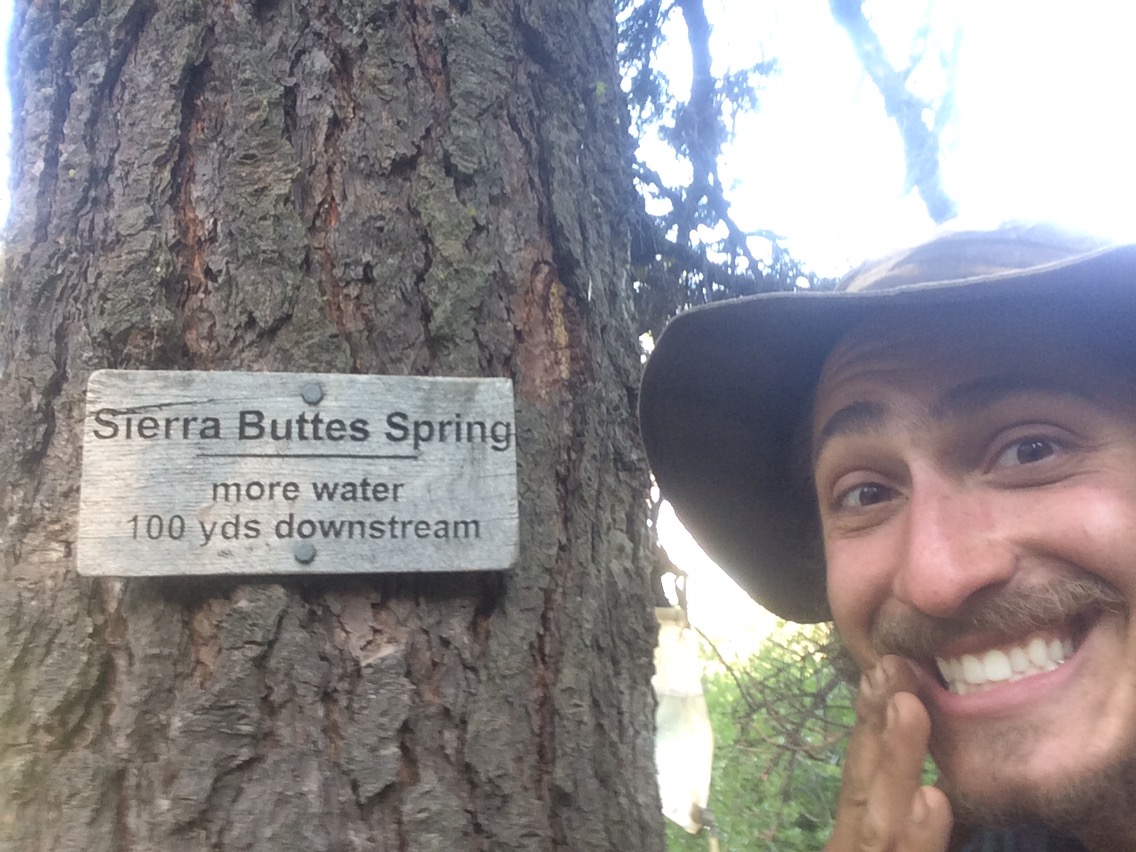 Sierra Buttes Spring
more water
100 yds downstream